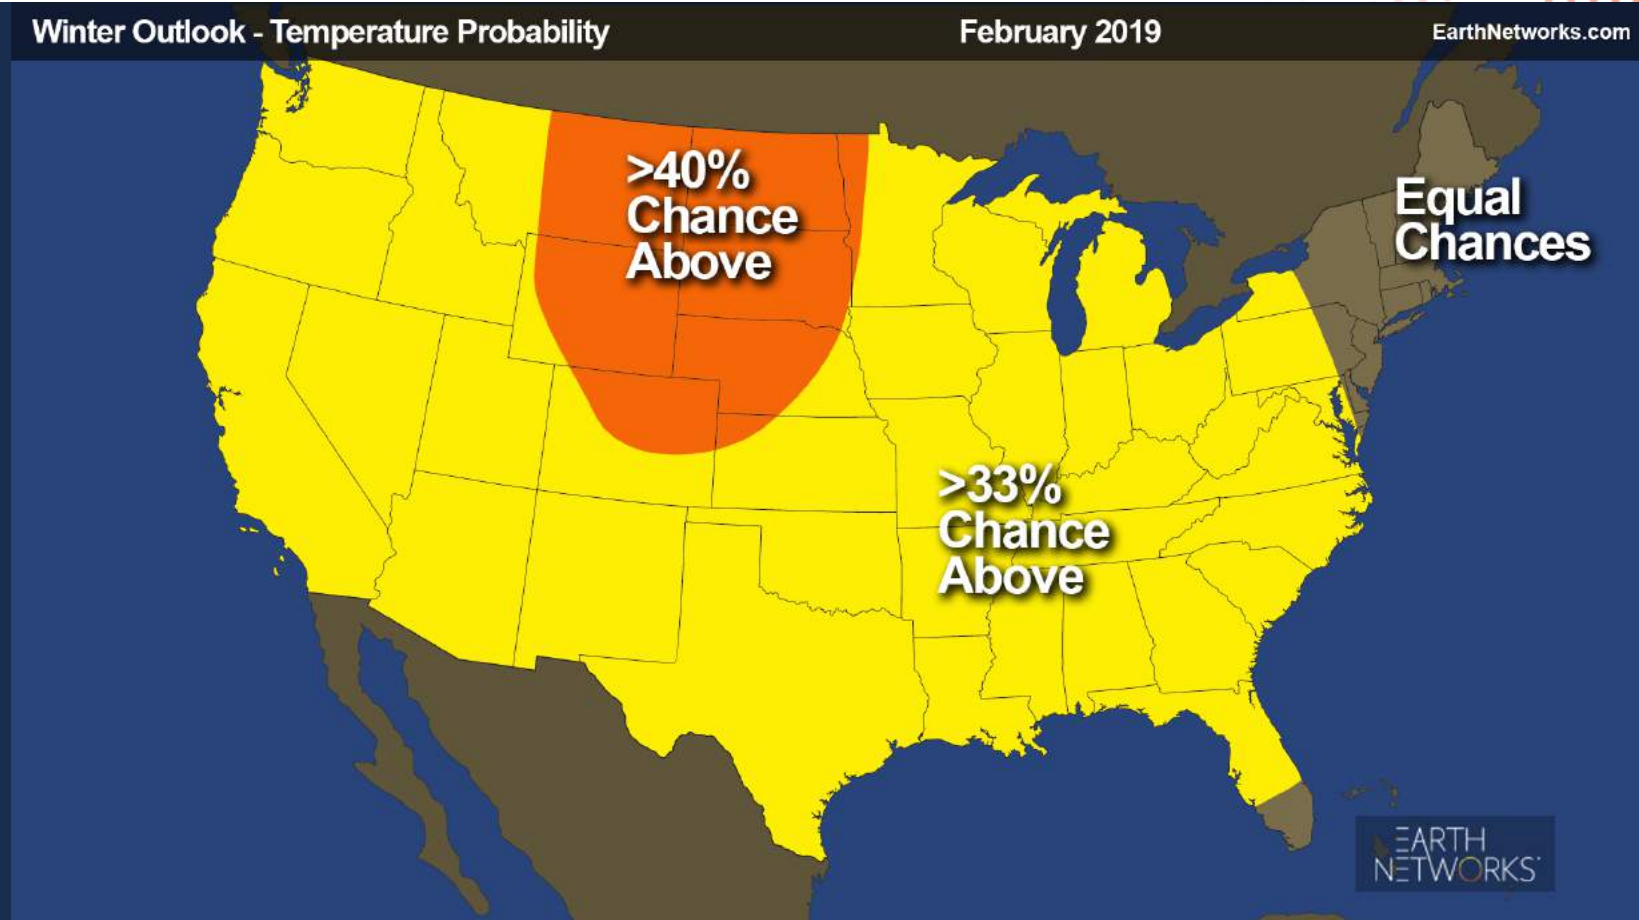 Winter Outlook - Temperature Probability
February 2019
EarthNetworks.com
>40%
Chance
Above
Equal
Chances
>33%
Chance
Above
EARTH
NETWORKS